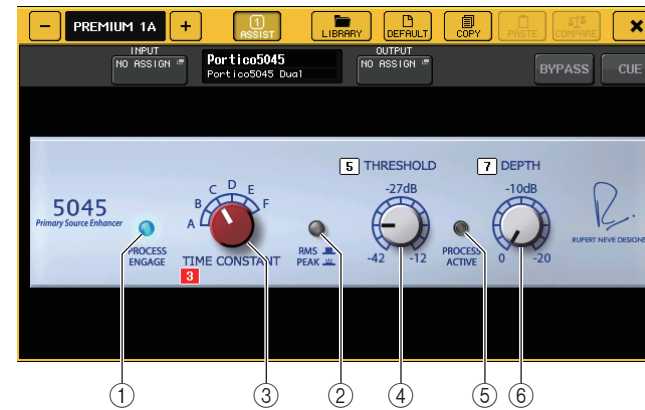 − PREMIUM 1A + 1 ASSIST LIBRARY DEFAULT COPY PASTE COMPARE ×
INPUT
NO ASSIGN
Portico5045
Portico5045 Dual
OUTPUT
NO ASSIGN
BYPASS CUE
5 THRESHOLD 7 DEPTH
5045
Primary Source Enhancer
PROCESS ENGAGE
A B C D E F
TIME CONSTANT
3
RMS
PEAK
-27dB
-42 -12
PROCESS ACTIVE
-10dB
0 -20
RUPERT NEVE DESIGNS
① ③ ② ④ ⑤ ⑥